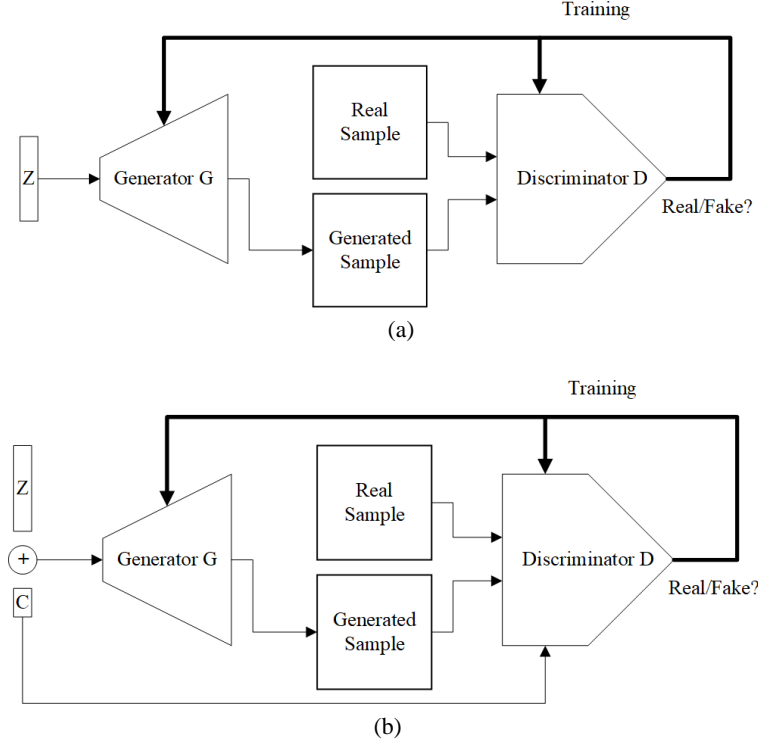 Training
Real
Sample
Z
Generator G
Discriminator D
Real/Fake?
Generated
Sample
(a)
Training
Z
Real
Sample
+
Generator G
Discriminator D
Real/Fake?
C
Generated
Sample
(b)